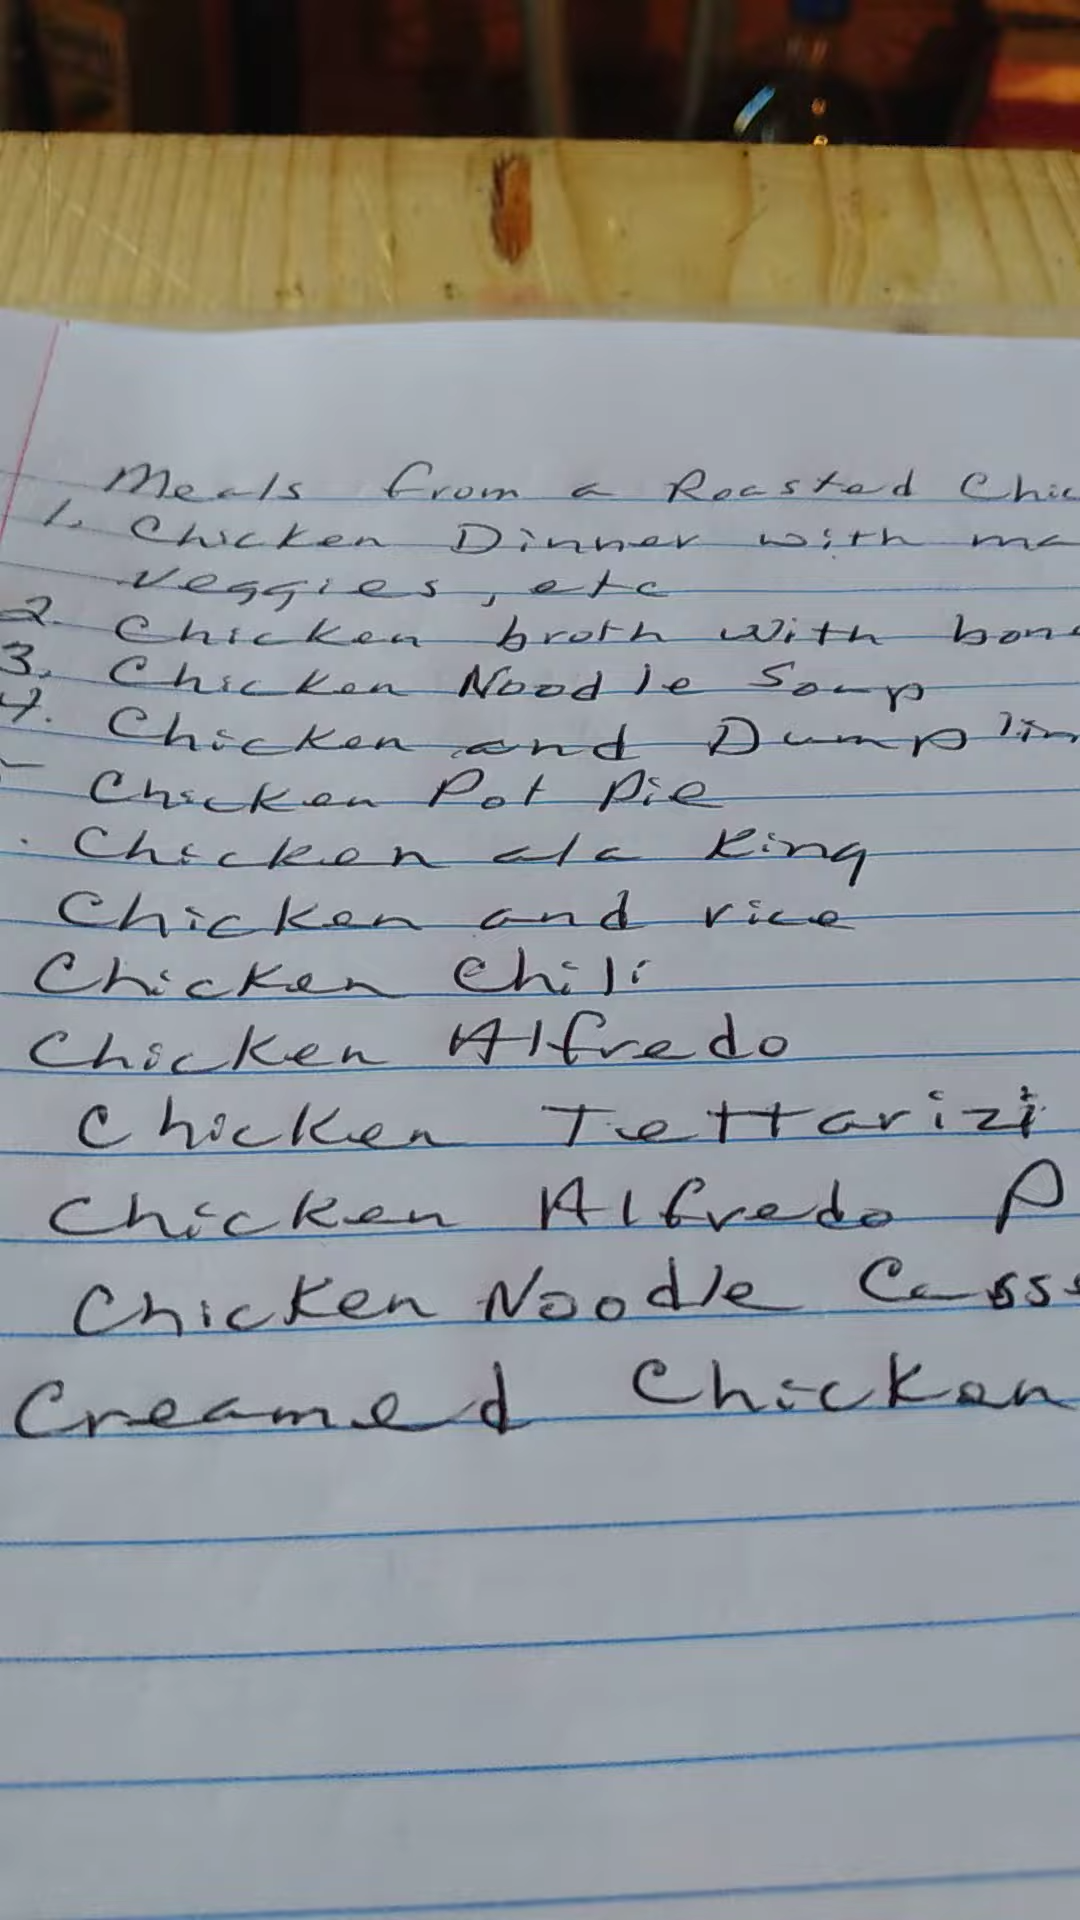 Meals from a Roasted Chic
1. Chicken Dinner with ma
Veggies, etc
2. Chicken broth with bone
3. Chicken Noodle Soup
4. Chicken and Dumplin
Chicken Pot Pie
Chicken ala King
Chicken and rice
Chicken Chili
Chicken Alfredo
Chicken Tettarizi
Chicken Alfredo P
Chicken Noodle Cass
Creamed Chicken